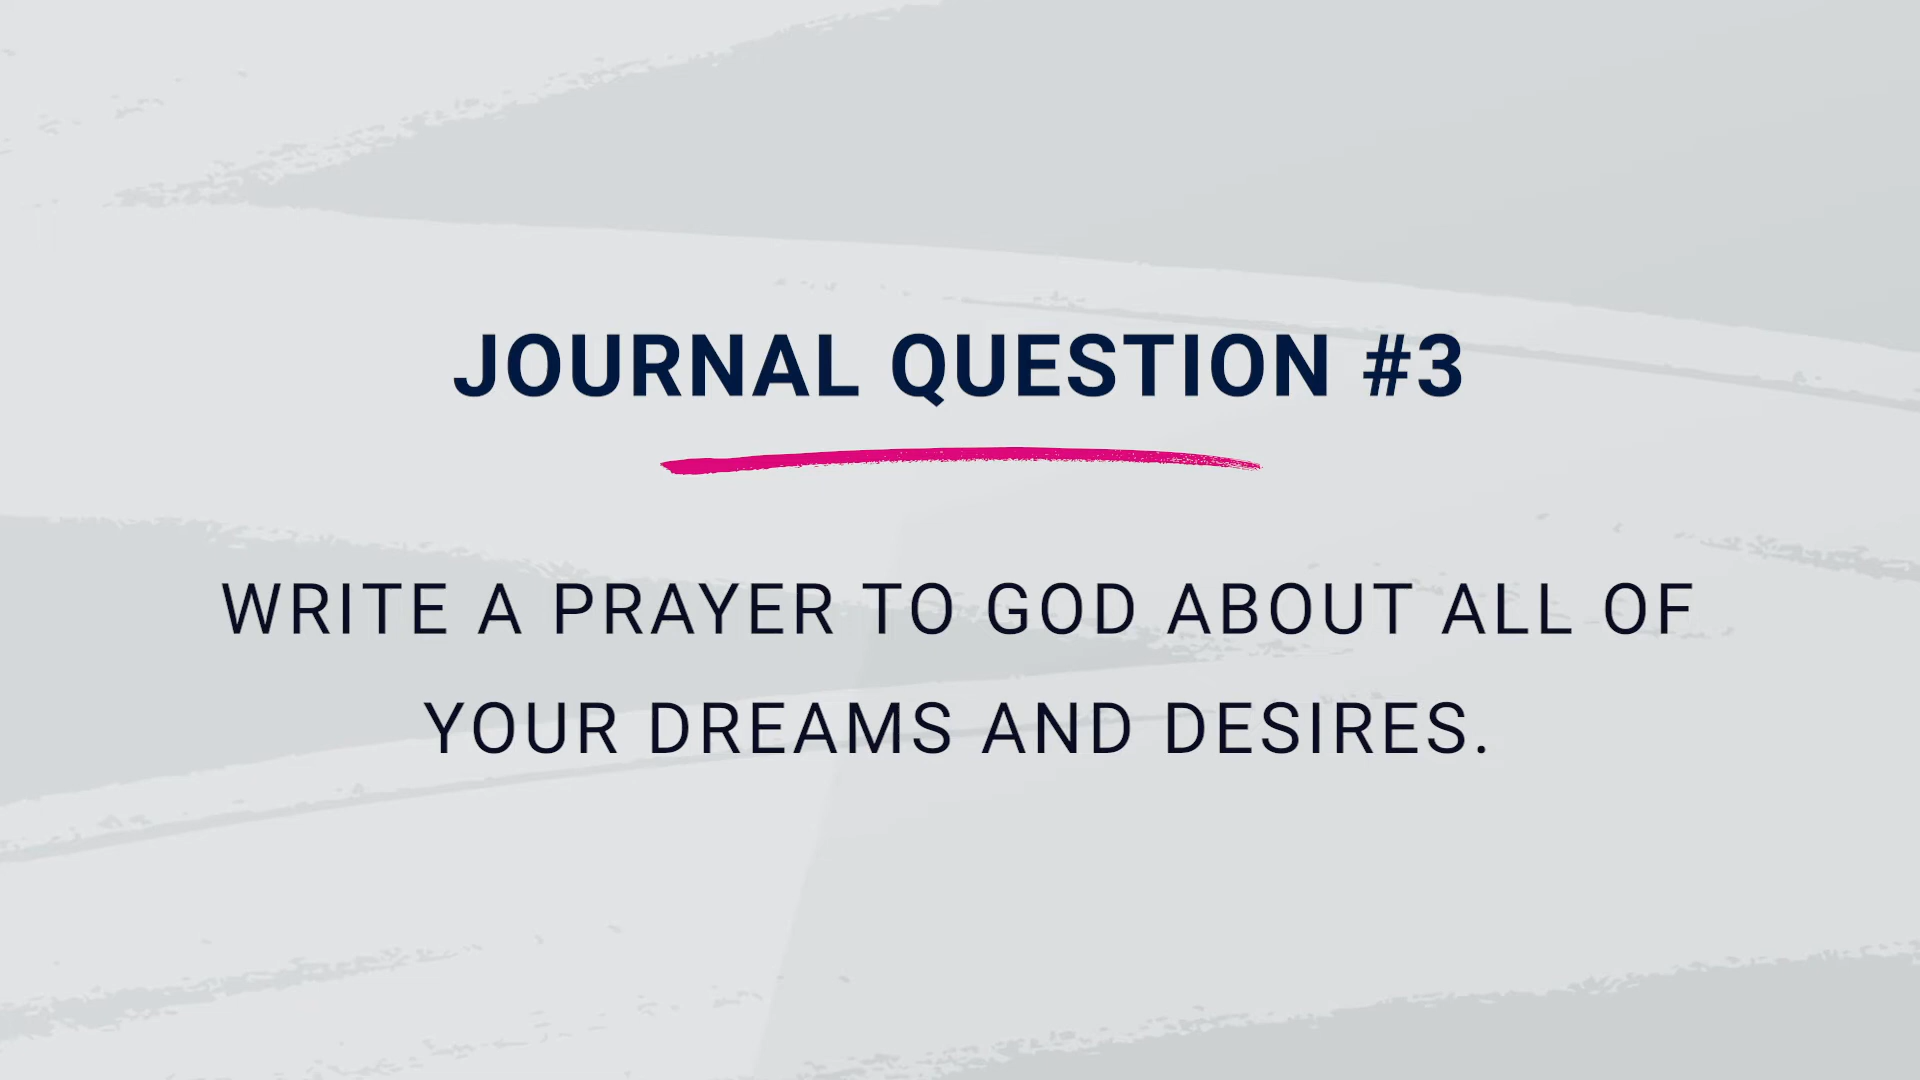 JOURNAL QUESTION #3
WRITE A PRAYER TO GOD ABOUT ALL OF
YOUR DREAMS AND DESIRES.